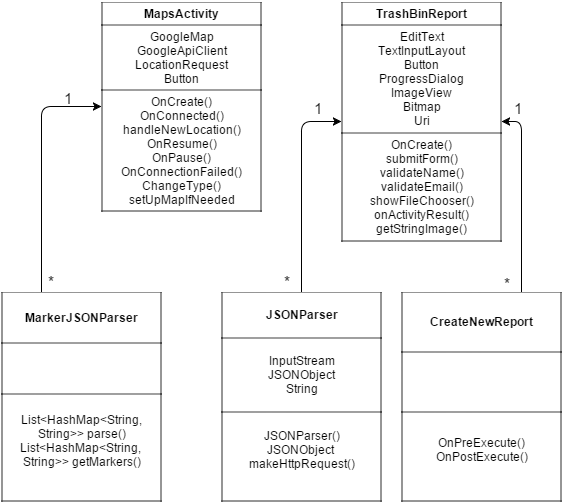 MapsActivity
GoogleMap
GoogleApiClient
LocationRequest
Button
OnCreate()
OnConnected()
handleNewLocation()
OnResume()
OnPause()
OnConnectionFailed()
ChangeType()
setUpMapIfNeeded
TrashBinReport
EditText
TextInputLayout
Button
ProgressDialog
ImageView
Bitmap
Uri
OnCreate()
submitForm()
validateName()
validateEmail()
showFileChooser()
onActivityResult()
getStringImage()
1
1
1
*
*
*
MarkerJSONParser
List<HashMap<String,
String>> parse()
List<HashMap<String,
String>> getMarkers()
JSONParser
InputStream
JSONObject
String
JSONParser()
JSONObject
makeHttpRequest()
CreateNewReport
OnPreExecute()
OnPostExecute()